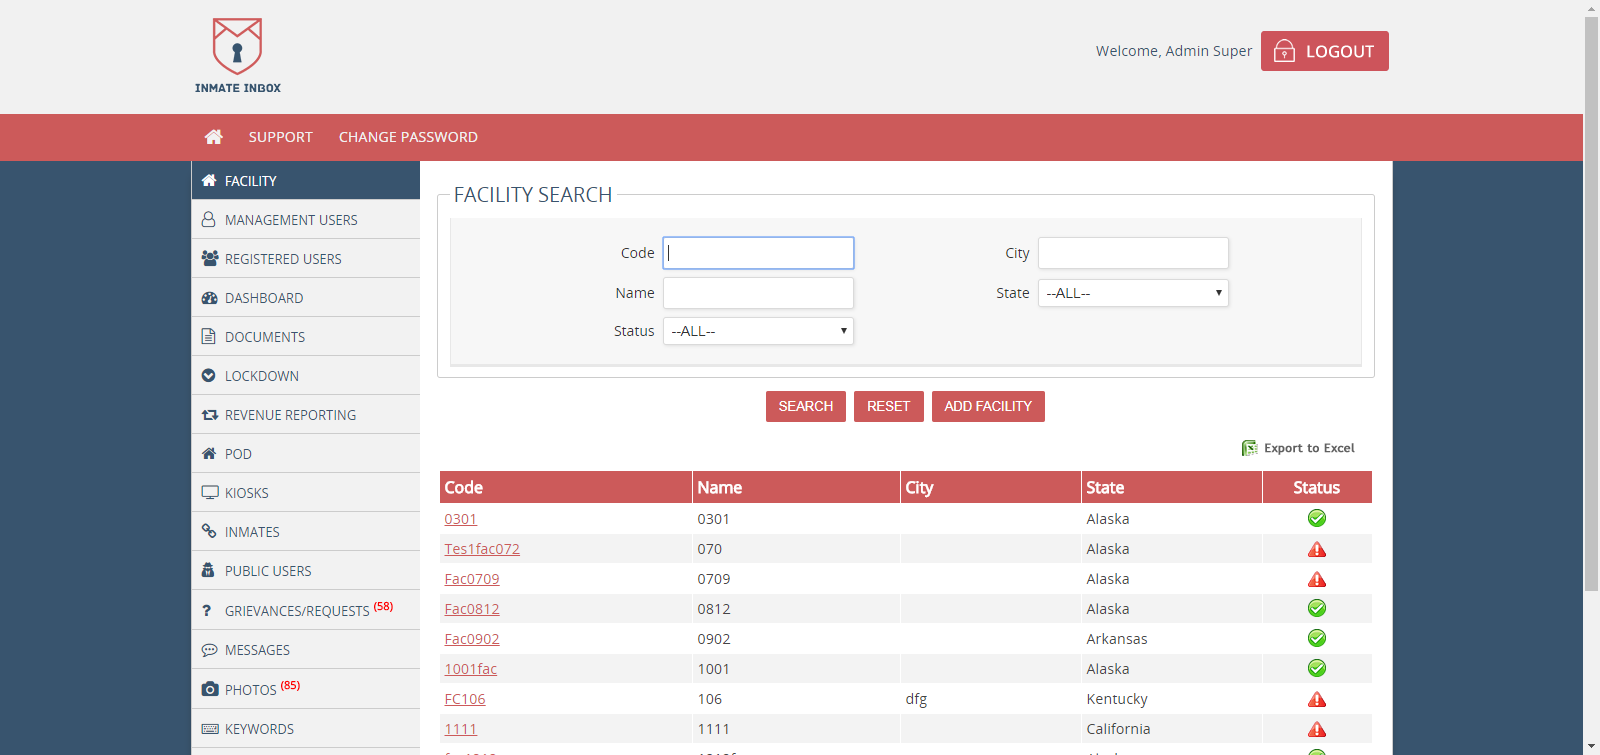 INMATE INBOX
Welcome, Admin Super
LOGOUT
SUPPORT
CHANGE PASSWORD
FACILITY
MANAGEMENT USERS
REGISTERED USERS
DASHBOARD
DOCUMENTS
LOCKDOWN
REVENUE REPORTING
POD
KIOSKS
INMATES
PUBLIC USERS
GRIEVANCES/REQUESTS (58)
MESSAGES
PHOTOS (85)
KEYWORDS
FACILITY SEARCH
Code
City
Name
State --ALL--
Status --ALL--
SEARCH RESET ADD FACILITY
Export to Excel
Code Name City State Status
0301 0301 Alaska
Tes1fac072 070 Alaska
Fac0709 0709 Alaska
Fac0812 0812 Alaska
Fac0902 0902 Arkansas
1001fac 1001 Alaska
FC106 106 dfg Kentucky
1111 1111 California